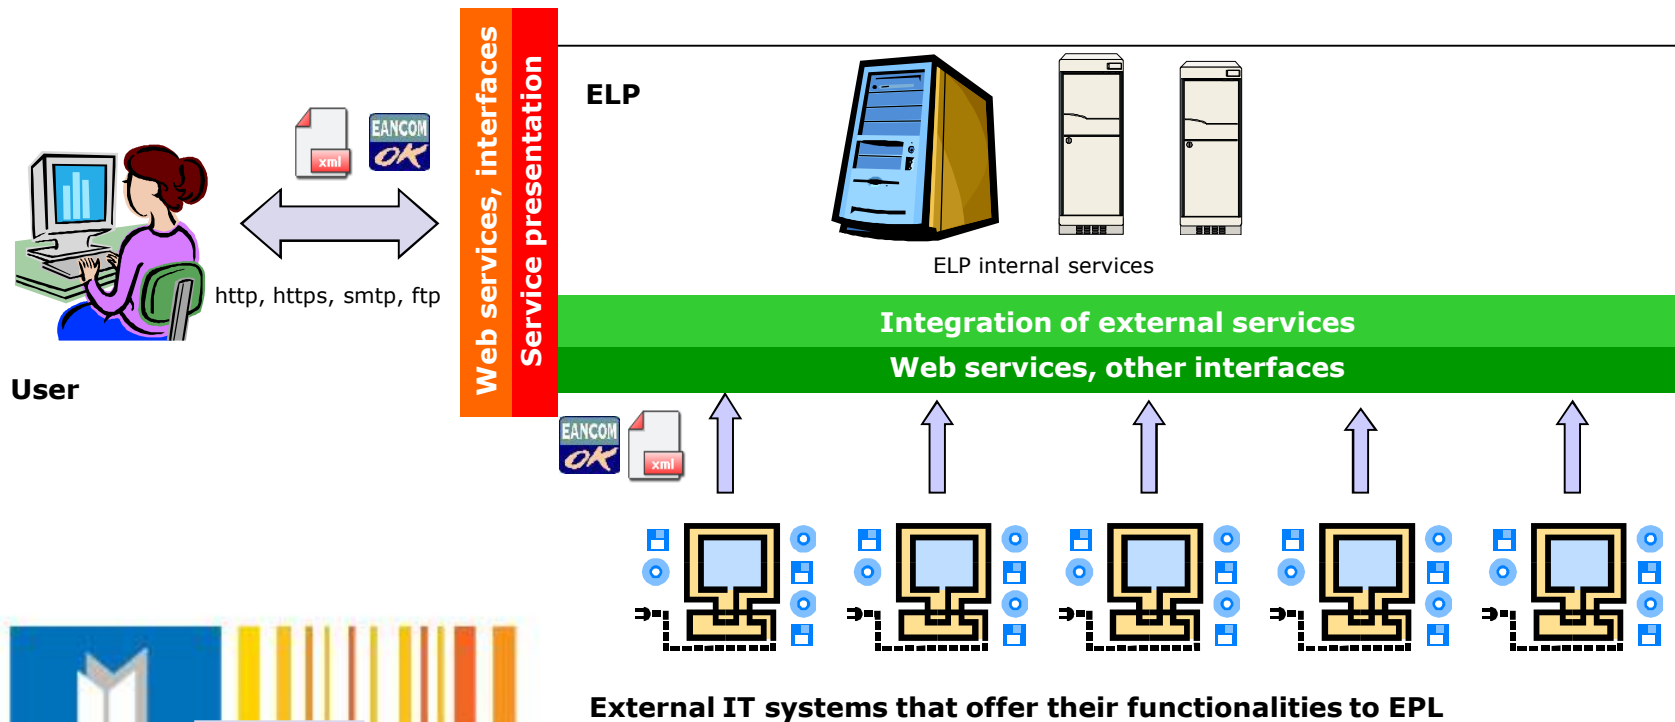 Web services, interfaces
Service presentation
ELP
EANCOM
OK
xml
http, https, smtp, ftp
User
ELP internal services
Integration of external services
Web services, other interfaces
EANCOM
OK
xml
External IT systems that offer their functionalities to EPL